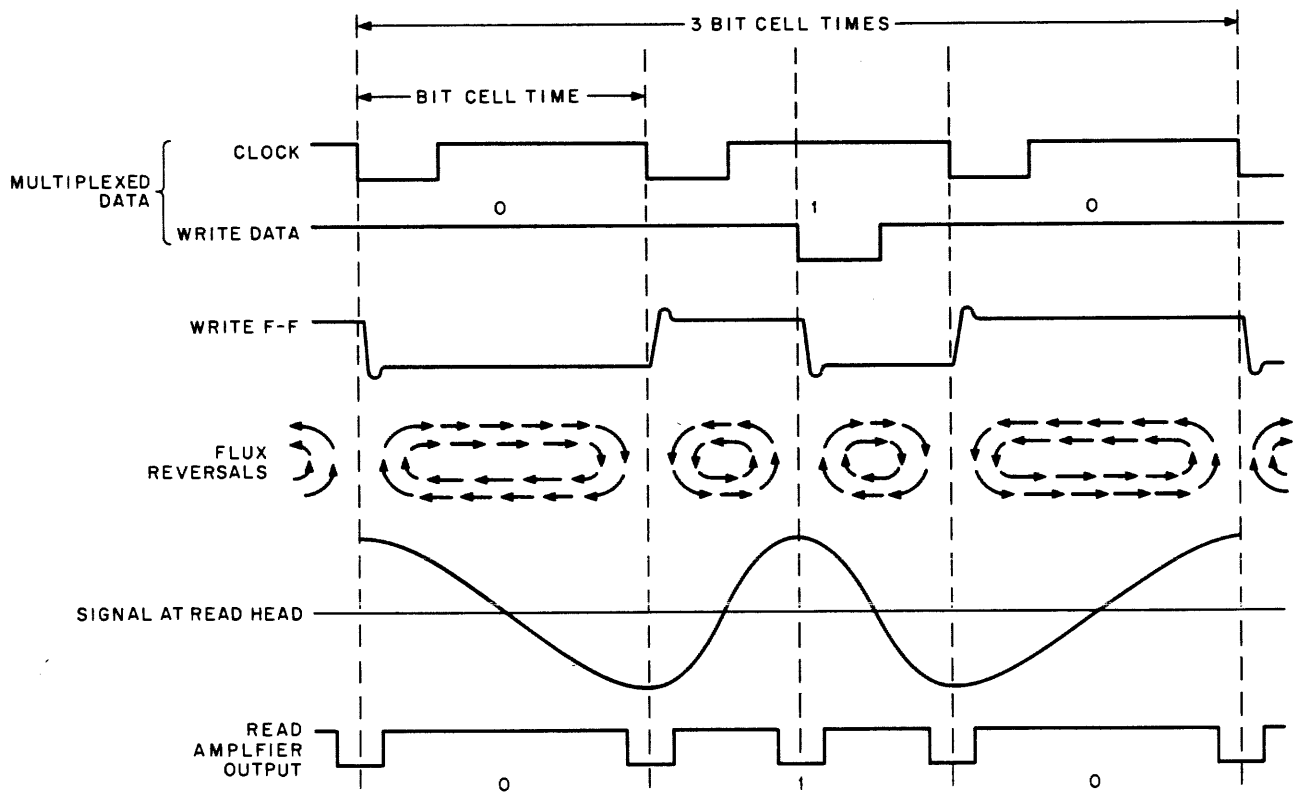 3 BIT CELL TIMES
BIT CELL TIME
CLOCK
MULTIPLEXED
DATA
0 1 0
WRITE DATA
WRITE F-F
FLUX
REVERSALS
SIGNAL AT READ HEAD
READ
AMPLFIER
OUTPUT
0 1 0